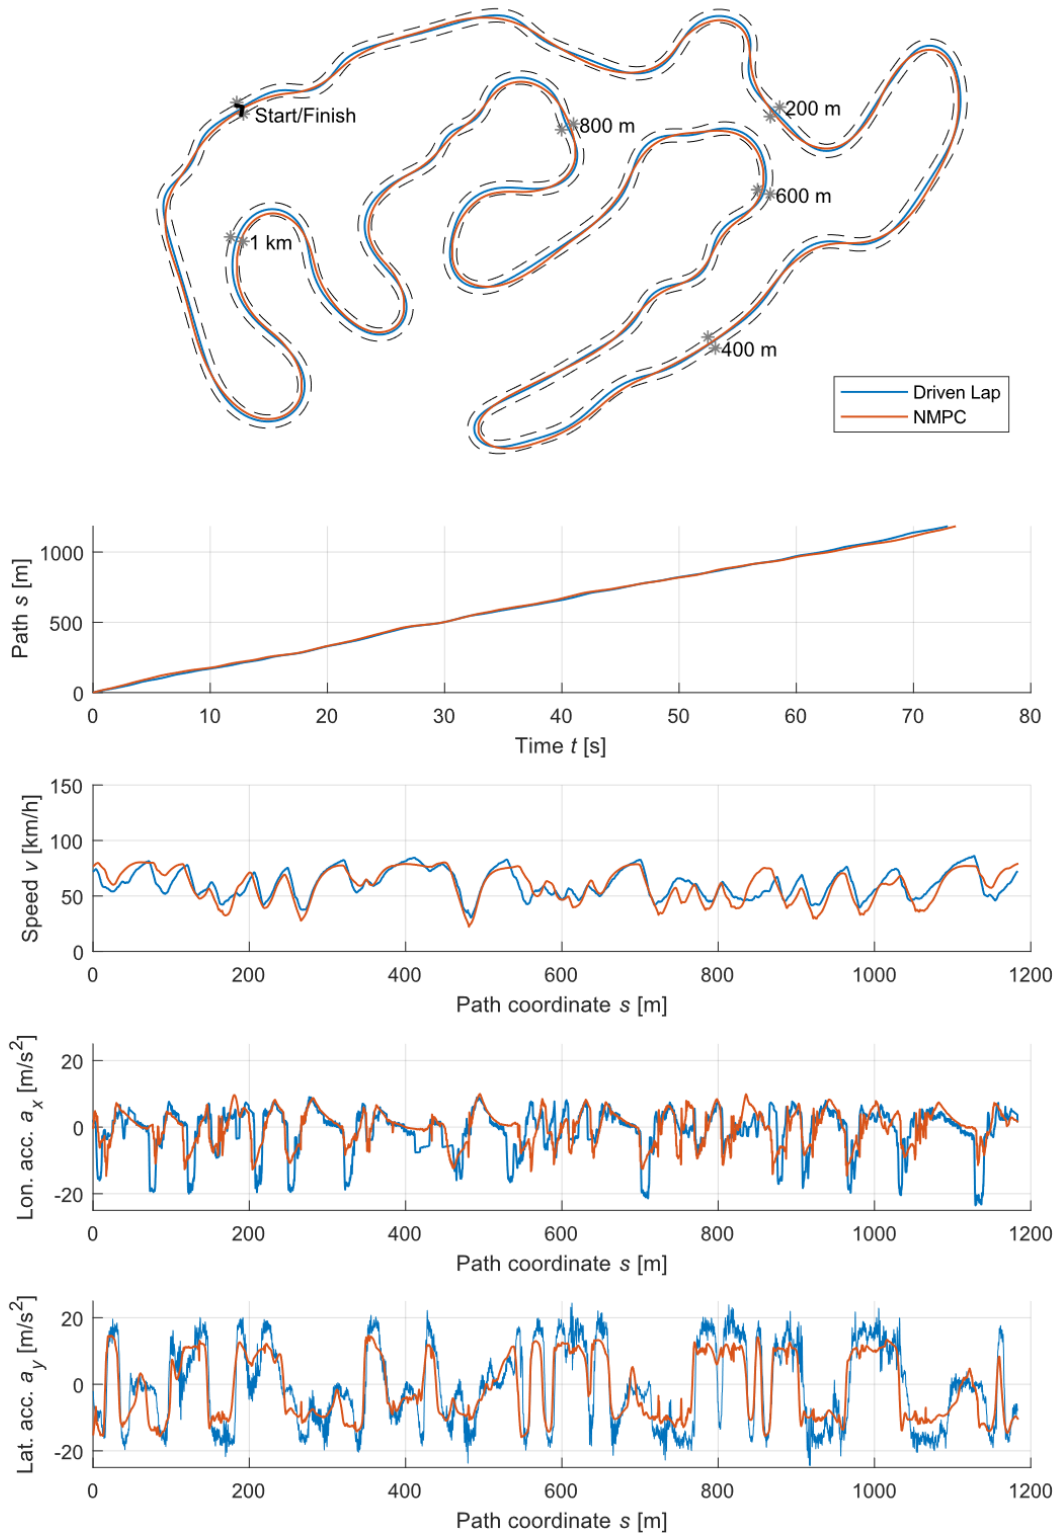 Start/Finish
200 m
800 m
600 m
1 km
400 m
Driven Lap
NMPC
Path s [m]
1000
500
0
0 10 20 30 40 50 60 70 80
Time t [s]
Speed v [km/h]
150
100
50
0
0 200 400 600 800 1000 1200
Path coordinate s [m]
Lon. acc. a_x [m/s^2]
20
0
-20
0 200 400 600 800 1000 1200
Path coordinate s [m]
Lat. acc. a_y [m/s^2]
20
0
-20
0 200 400 600 800 1000 1200
Path coordinate s [m]